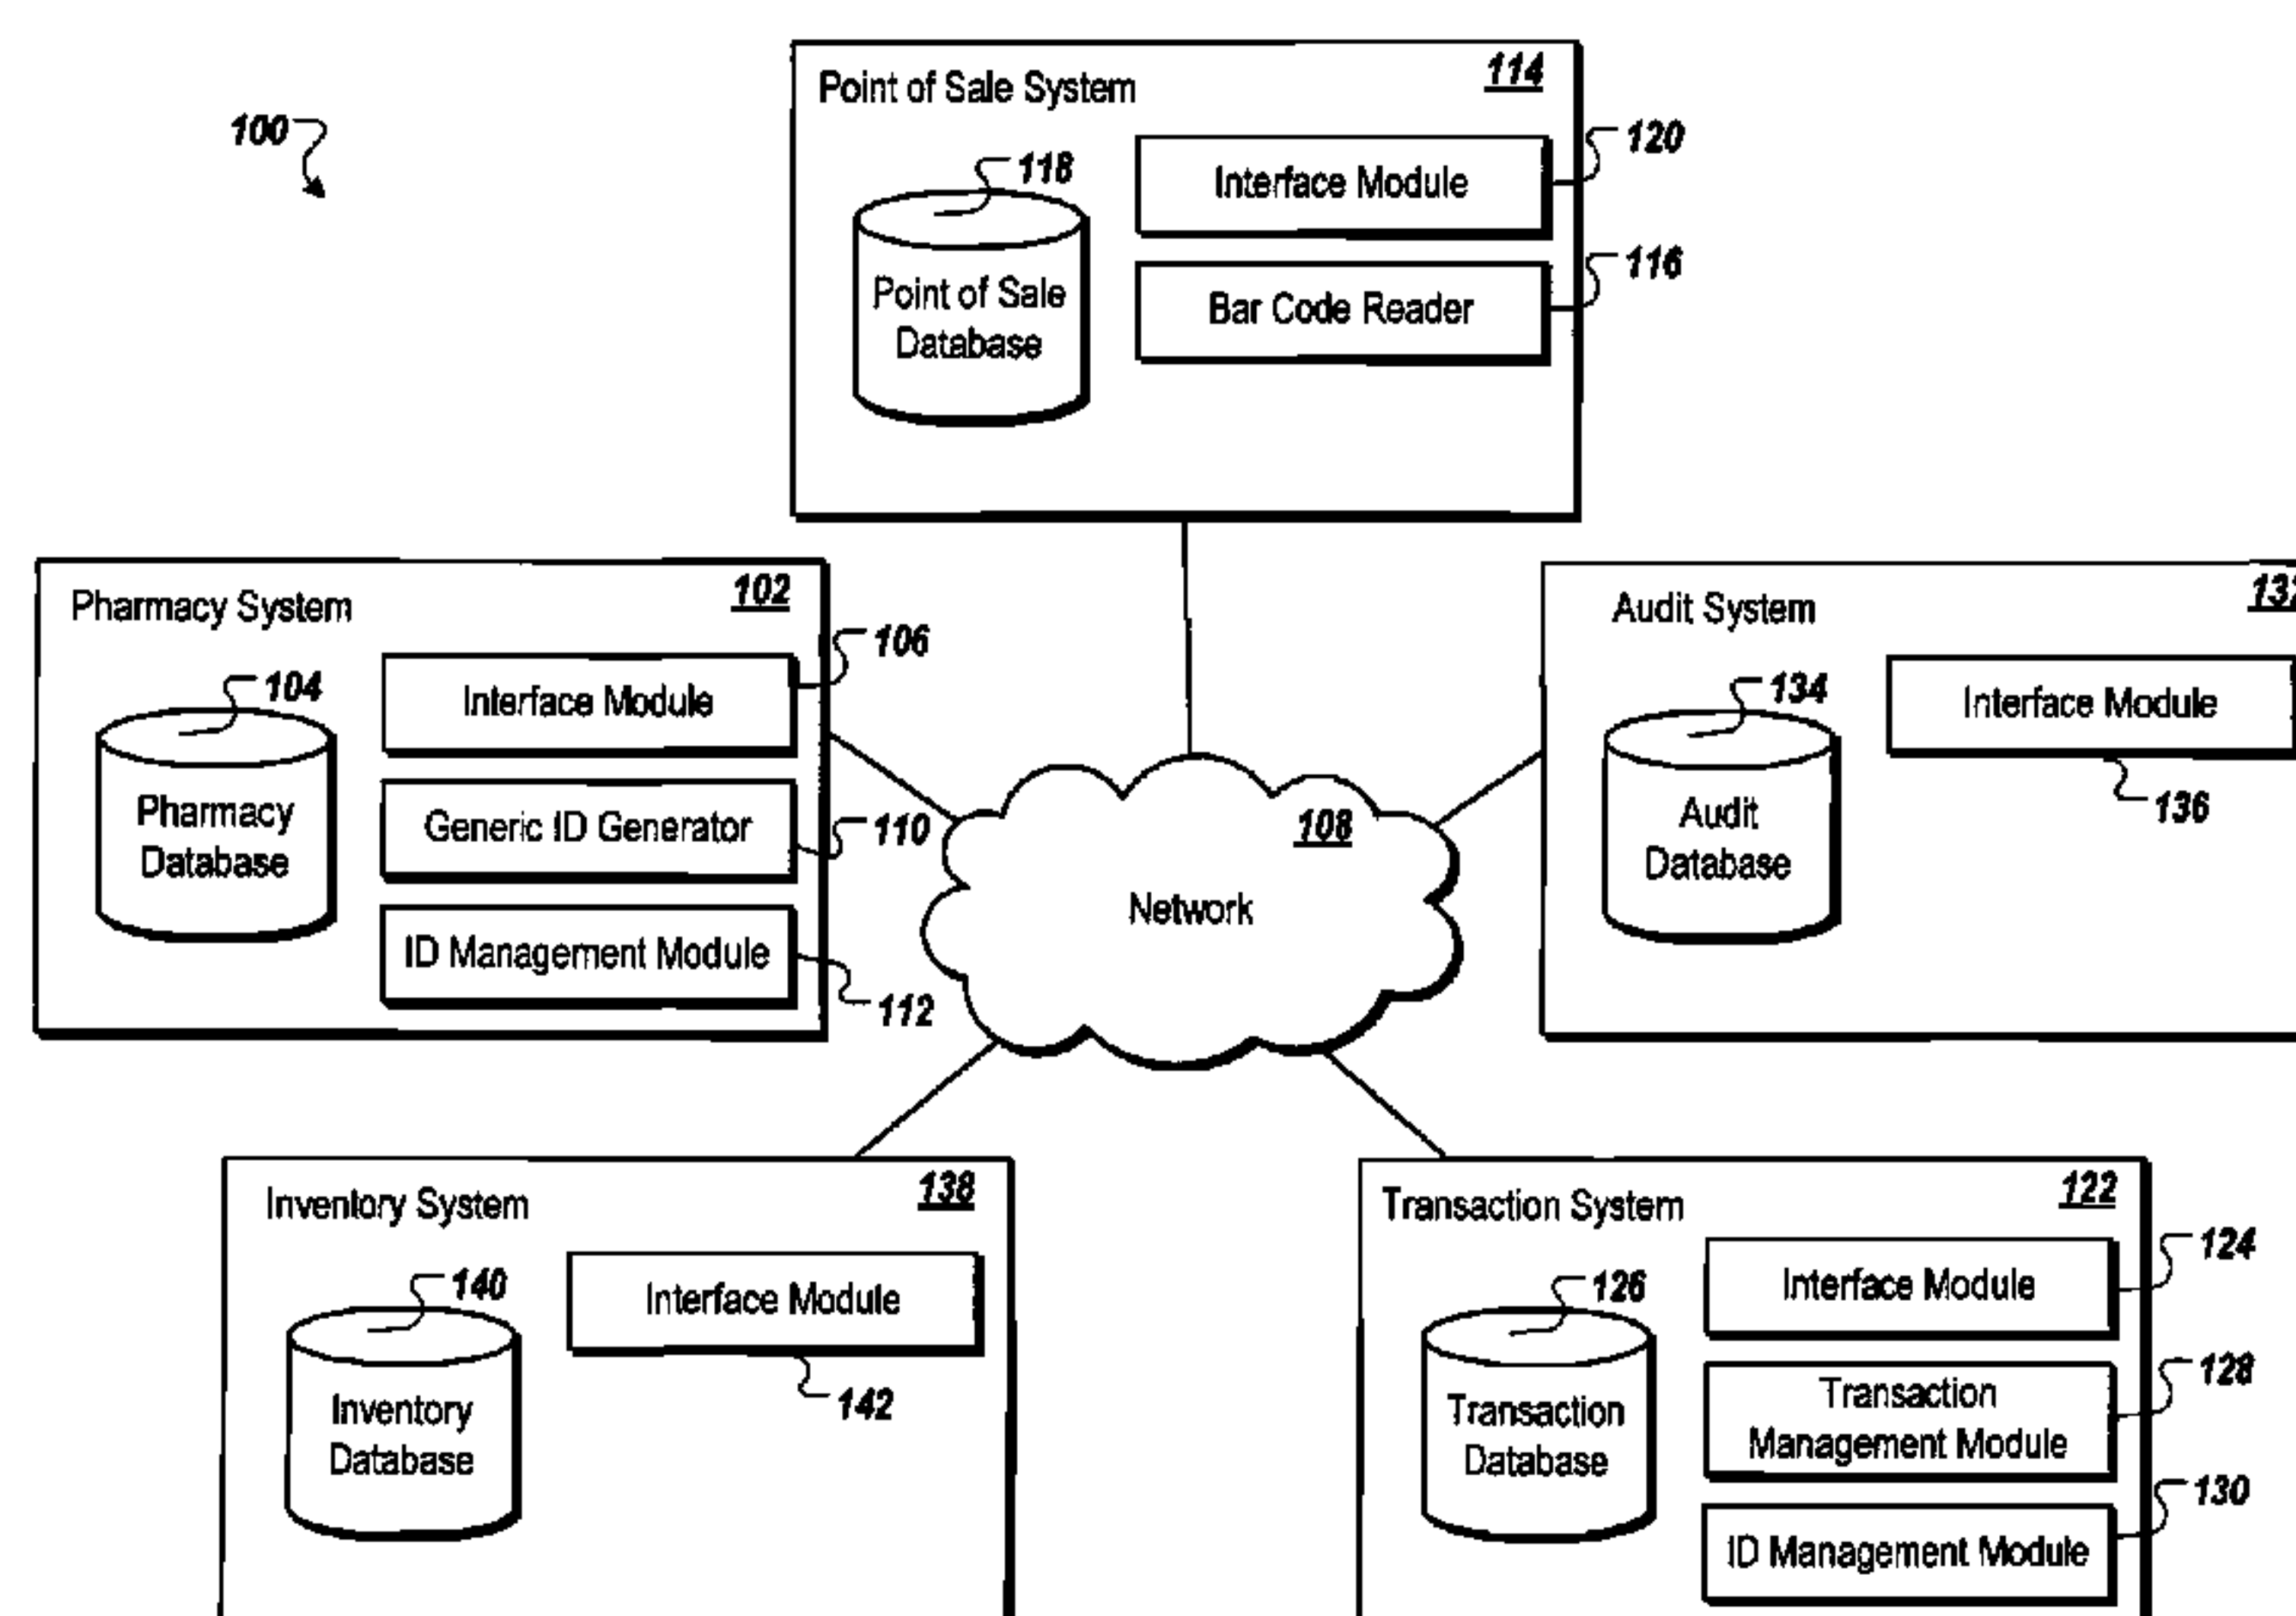 100
Point of Sale System
114
118
Point of Sale
Database
Interface Module
120
Bar Code Reader
116
Pharmacy System
102
104
Pharmacy
Database
Interface Module
106
Generic ID Generator
110
ID Management Module
112
108
Network
Audit System
134
Audit
Database
Interface Module
136
Inventory System
138
140
Inventory
Database
Interface Module
142
Transaction System
122
126
Transaction
Database
Interface Module
124
Transaction
Management Module
128
ID Management Module
130